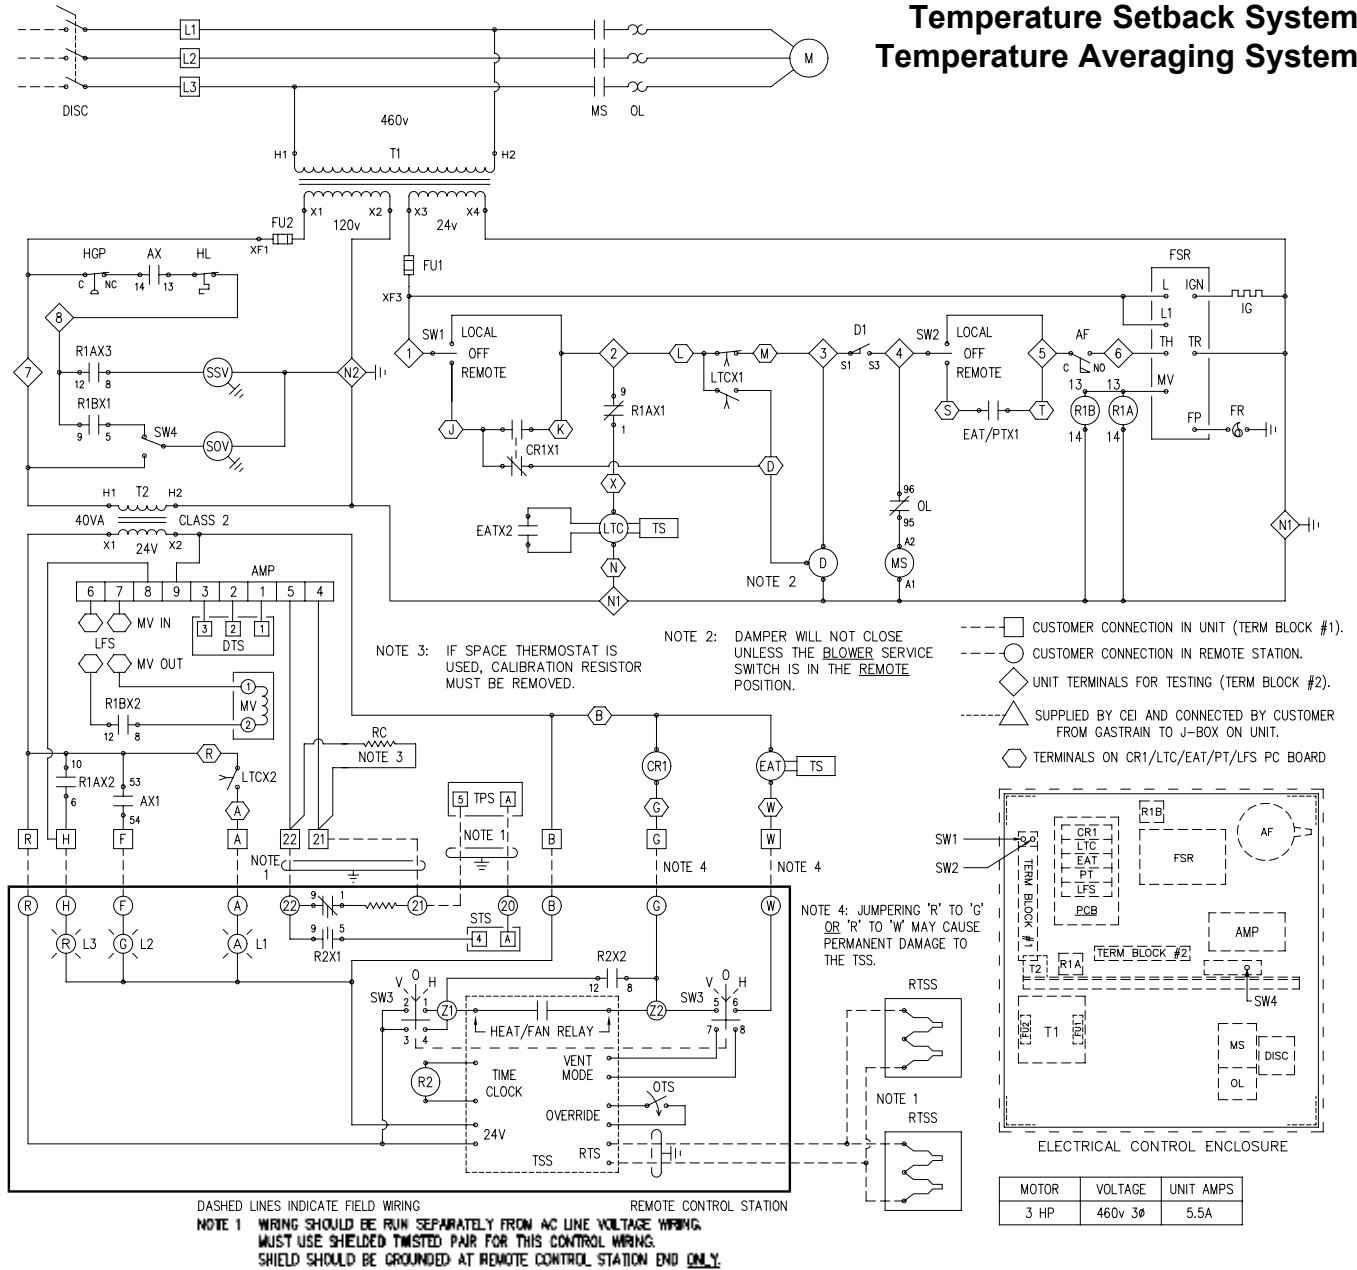 Temperature Setback System
Temperature Averaging System
L1
L2
L3
M
DISC
MS OL
460v
H1 T1 H2
X1 X2 X3 X4
FU2 120v 24v
XF1
FU1
XF3
HGP AX HL
C NC 14 13
8
7
R1AX3
12 8
SSV
N2
R1BX1
9 5
SW4
SOV
SW1 LOCAL
OFF
REMOTE
1
J K
CR1X1
2
9
R1AX1
1
L M
LTCX1
D
3
D1
S1 S3
4
SW2 LOCAL
OFF
REMOTE
S T
EAT/PTX1
5
AF
C NO
6
FSR
L IGN
L1
TH TR
MV
FP FR
IG
13 13
R1B R1A
14 14
X
EATX2
LTC TS
N
N1
NOTE 2
D
96
OL
95
A2
MS
A1
N1
H1 T2 H2
40VA CLASS 2
X1 24V X2
AMP
6 7 8 9 3 2 1 5 4
MV IN
3 2 1
DTS
LFS
MV OUT
1
MV
2
R1BX2
12 8
NOTE 3: IF SPACE THERMOSTAT IS
USED, CALIBRATION RESISTOR
MUST BE REMOVED.
NOTE 2: DAMPER WILL NOT CLOSE
UNLESS THE BLOWER SERVICE
SWITCH IS IN THE REMOTE
POSITION.
CUSTOMER CONNECTION IN UNIT (TERM BLOCK #1).
CUSTOMER CONNECTION IN REMOTE STATION.
UNIT TERMINALS FOR TESTING (TERM BLOCK #2).
SUPPLIED BY CEI AND CONNECTED BY CUSTOMER
FROM GASTRAIN TO J-BOX ON UNIT.
TERMINALS ON CR1/LTC/EAT/PT/LFS PC BOARD
B
RC
NOTE 3
R
10
R1AX2
6
53
AX1
54
LTCX2
A
CR1
EAT TS
G W
5 TPS A
NOTE 1
R H F A 22 21 B G W
NOTE
1
NOTE 4 NOTE 4
R H F A 22 9 1 21 20 B G W
R L3 G L2 A L1
9 5
R2X1
STS
4 A
R2X2
12 8
V O H
SW3 2 1
3 4
Z1
HEAT/FAN RELAY
Z2
V O H
SW3 5 6
7 8
R2
TIME
CLOCK
VENT
MODE
OTS
OVERRIDE
24V
TSS RTS
NOTE 4: JUMPERING 'R' TO 'G'
OR 'R' TO 'W' MAY CAUSE
PERMANENT DAMAGE TO
THE TSS.
RTSS
NOTE 1
RTSS
SW1
SW2
TERM BLOCK #1
CR1
LTC
EAT
PT
LFS
PCB
R1B
FSR
AF
AMP
T2 R1A TERM BLOCK #2
SW4
FU2 T1 FU1
MS
DISC
OL
ELECTRICAL CONTROL ENCLOSURE
MOTOR VOLTAGE UNIT AMPS
3 HP 460v 3Ø 5.5A
DASHED LINES INDICATE FIELD WIRING
REMOTE CONTROL STATION
NOTE 1 WIRING SHOULD BE RUN SEPARATELY FROM AC LINE VOLTAGE WIRING.
MUST USE SHIELDED TWISTED PAIR FOR THIS CONTROL WIRING.
SHIELD SHOULD BE GROUNDED AT REMOTE CONTROL STATION END ONLY.